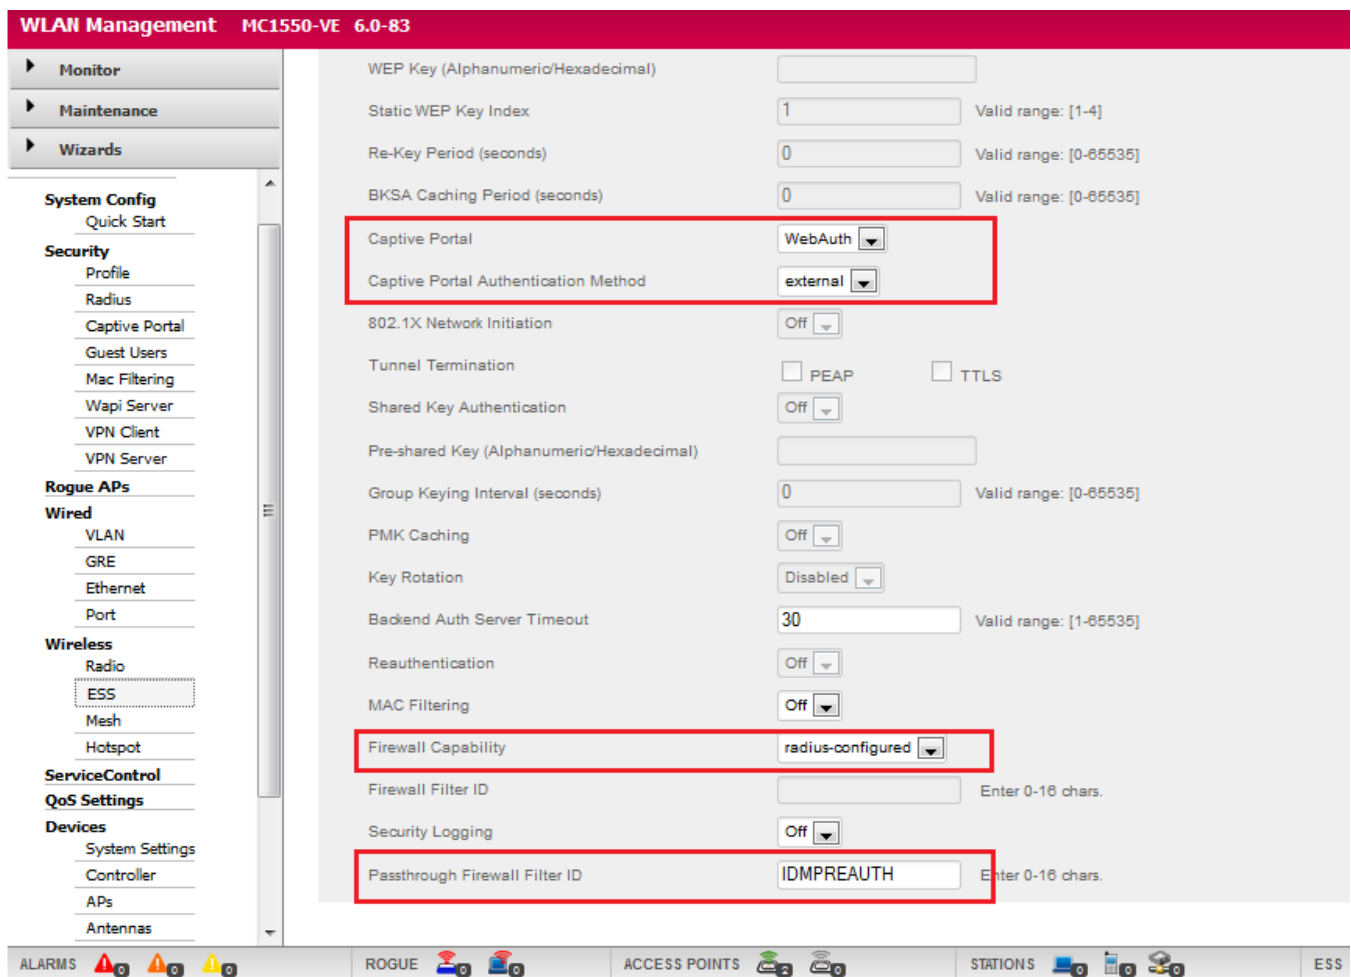 WLAN Management MC1550-VE 6.0-83
Monitor
Maintenance
Wizards
System Config
Quick Start
Security
Profile
Radius
Captive Portal
Guest Users
Mac Filtering
Wapi Server
VPN Client
VPN Server
Rogue APs
Wired
VLAN
GRE
Ethernet
Port
Wireless
Radio
ESS
Mesh
Hotspot
ServiceControl
QoS Settings
Devices
System Settings
Controller
APs
Antennas
WEP Key (Alphanumeric/Hexadecimal)
Static WEP Key Index 1 Valid range: [1-4]
Re-Key Period (seconds) 0 Valid range: [0-65535]
BKSA Caching Period (seconds) 0 Valid range: [0-65535]
Captive Portal WebAuth
Captive Portal Authentication Method external
802.1X Network Initiation Off
Tunnel Termination PEAP TTLS
Shared Key Authentication Off
Pre-shared Key (Alphanumeric/Hexadecimal)
Group Keying Interval (seconds) 0 Valid range: [0-65535]
PMK Caching Off
Key Rotation Disabled
Backend Auth Server Timeout 30 Valid range: [1-65535]
Reauthentication Off
MAC Filtering Off
Firewall Capability radius-configured
Firewall Filter ID Enter 0-16 chars.
Security Logging Off
Passthrough Firewall Filter ID IDMPREAUTH Enter 0-16 chars.
ALARMS 0 0 0 ROGUE 0 0 ACCESS POINTS 2 0 STATIONS 0 0 0 ESS